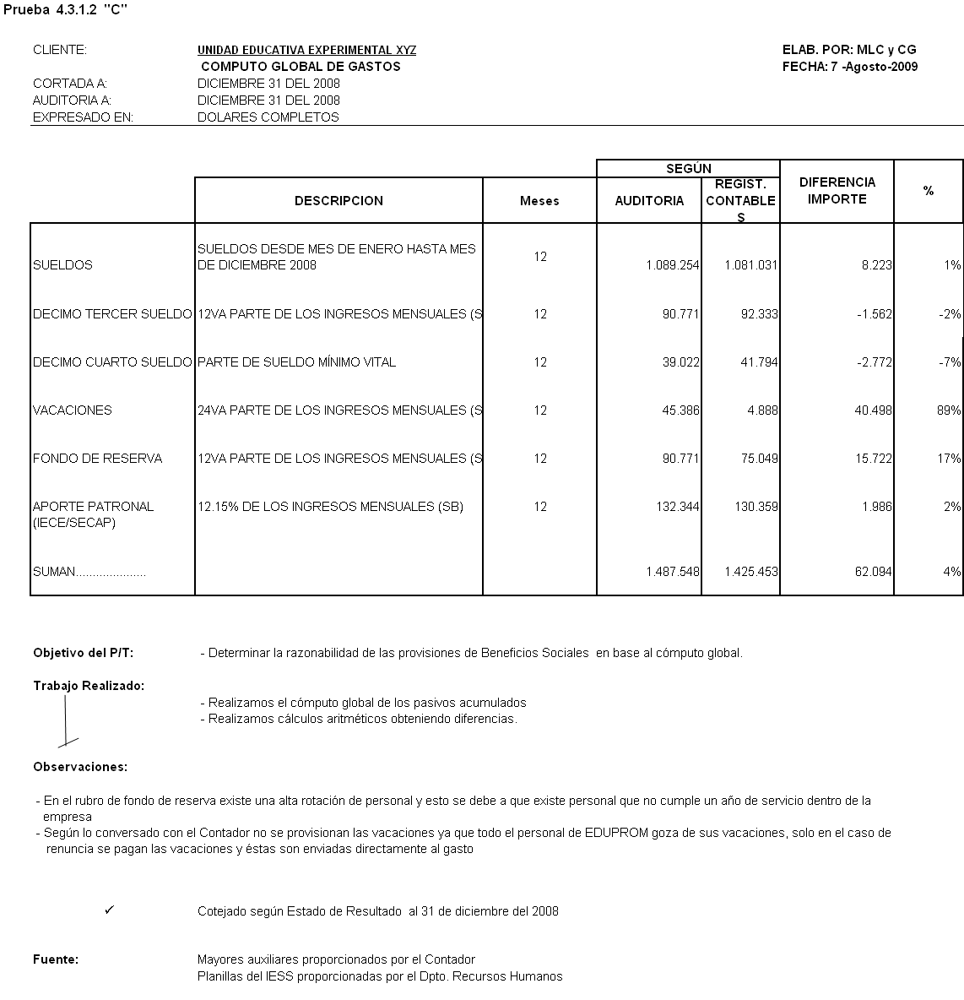 Prueba 4.3.1.2 "C"
CLIENTE: UNIDAD EDUCATIVA EXPERIMENTAL XYZ ELAB. POR: MLC y CG
COMPUTO GLOBAL DE GASTOS FECHA: 7 -Agosto-2009
CORTADA A: DICIEMBRE 31 DEL 2008
AUDITORIA A: DICIEMBRE 31 DEL 2008
EXPRESADO EN: DOLARES COMPLETOS
SEGÚN
DESCRIPCION Meses AUDITORIA REGIST. CONTABLE S DIFERENCIA IMPORTE %
SUELDOS DESDE MES DE ENERO HASTA MES
SUELDOS DE DICIEMBRE 2008 12 1.089.254 1.081.031 8.223 1%
DECIMO TERCER SUELDO 12VA PARTE DE LOS INGRESOS MENSUALES (S 12 90.771 92.333 -1.562 -2%
DECIMO CUARTO SUELDO PARTE DE SUELDO MÍNIMO VITAL 12 39.022 41.794 -2.772 -7%
VACACIONES 24VA PARTE DE LOS INGRESOS MENSUALES (S 12 45.386 4.888 40.498 89%
FONDO DE RESERVA 12VA PARTE DE LOS INGRESOS MENSUALES (S 12 90.771 75.049 15.722 17%
APORTE PATRONAL 12.15% DE LOS INGRESOS MENSUALES (SB) 12 132.344 130.359 1.986 2%
(IECE/SECAP)
SUMAN..................... 1.487.548 1.425.453 62.094 4%
Objetivo del P/T: - Determinar la razonabilidad de las provisiones de Beneficios Sociales en base al cómputo global.
Trabajo Realizado:
- Realizamos el cómputo global de los pasivos acumulados
- Realizamos cálculos aritméticos obteniendo diferencias.
Observaciones:
- En el rubro de fondo de reserva existe una alta rotación de personal y esto se debe a que existe personal que no cumple un año de servicio dentro de la
empresa
- Según lo conversado con el Contador no se provisionan las vacaciones ya que todo el personal de EDUPROM goza de sus vacaciones, solo en el caso de
renuncia se pagan las vacaciones y éstas son enviadas directamente al gasto
✓ Cotejado según Estado de Resultado al 31 de diciembre del 2008
Fuente: Mayores auxiliares proporcionados por el Contador
Planillas del IESS proporcionadas por el Dpto. Recursos Humanos